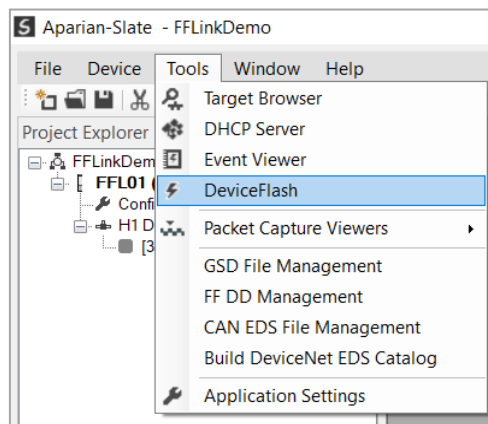 Aparian-Slate - FFLinkDemo
File Device Tools Window Help
Target Browser
Project Explorer
DHCP Server
FFLinkDem
Event Viewer
FFL01 (
DeviceFlash
Confi
H1 D
Packet Capture Viewers
[3
GSD File Management
FF DD Management
CAN EDS File Management
Build DeviceNet EDS Catalog
Application Settings